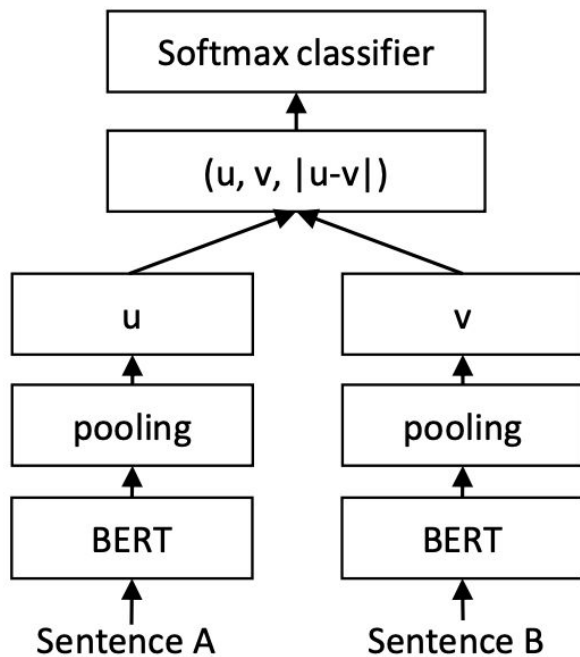 Softmax classifier
(u, v, |u-v|)
u v
pooling pooling
BERT BERT
Sentence A Sentence B